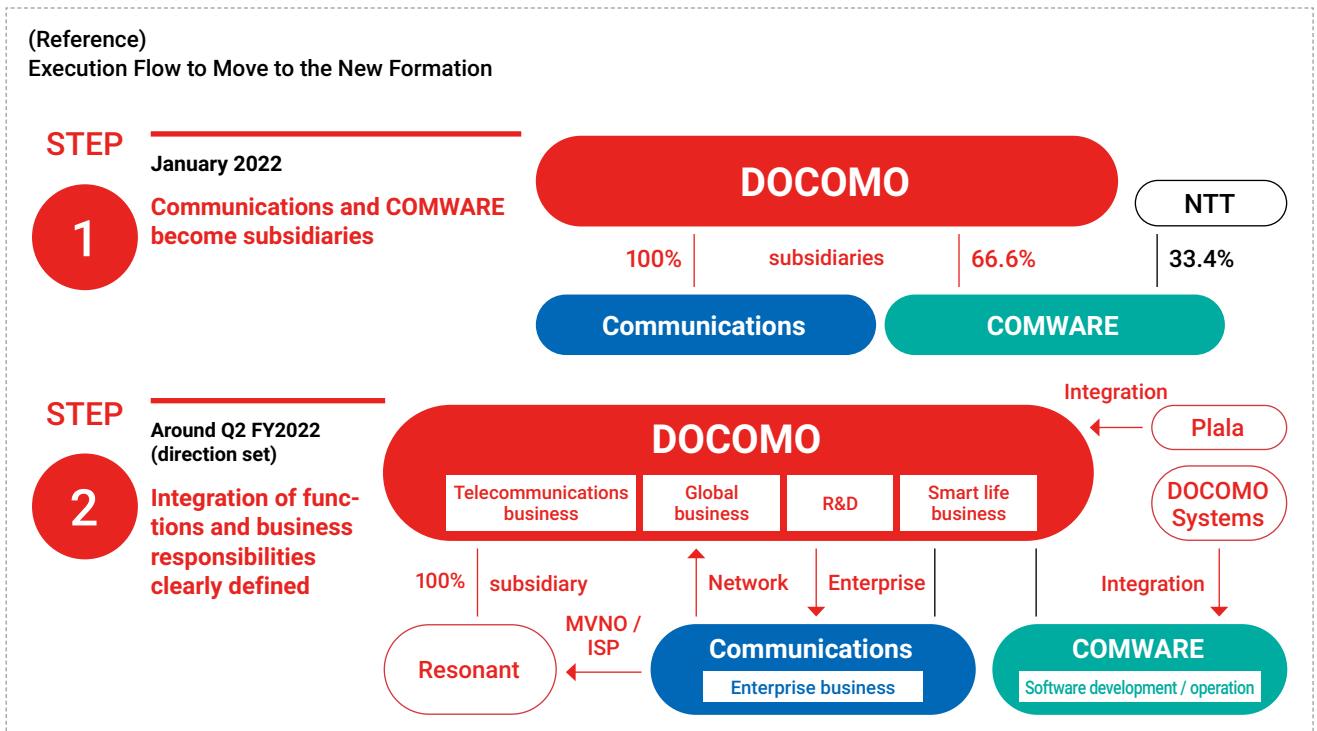 (Reference)
Execution Flow to Move to the New Formation
STEP
1
January 2022
Communications and COMWARE
become subsidiaries
DOCOMO
NTT
100%
subsidiaries
66.6%
33.4%
Communications
COMWARE
STEP
2
Around Q2 FY2022
(direction set)
Integration of func-
tions and business
responsibilities
clearly defined
DOCOMO
Telecommunications
business
Global
business
R&D
Smart life
business
Integration
Plala
DOCOMO
Systems
Integration
100%
subsidiary
Network
Enterprise
MVNO /
ISP
Resonant
Communications
Enterprise business
COMWARE
Software development / operation